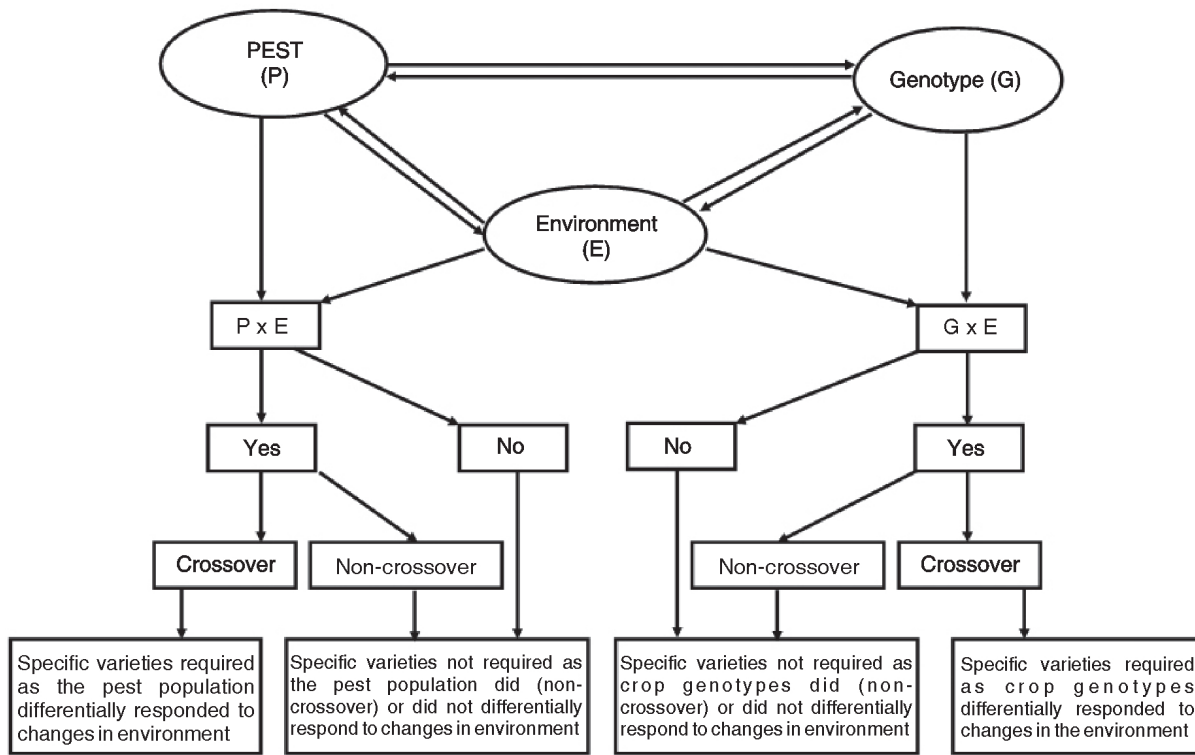 PEST
(P)
Genotype (G)
Environment
(E)
P x E
G x E
Yes
No
No
Yes
Crossover
Non-crossover
Non-crossover
Crossover
Specific varieties required
as the pest population
differentially responded to
changes in environment
Specific varieties not required as
the pest population did (non-
crossover) or did not differentially
respond to changes in environment
Specific varieties not required as
crop genotypes did (non-
crossover) or did not differentially
respond to changes in environment
Specific varieties required
as crop genotypes
differentially responded to
changes in the environment